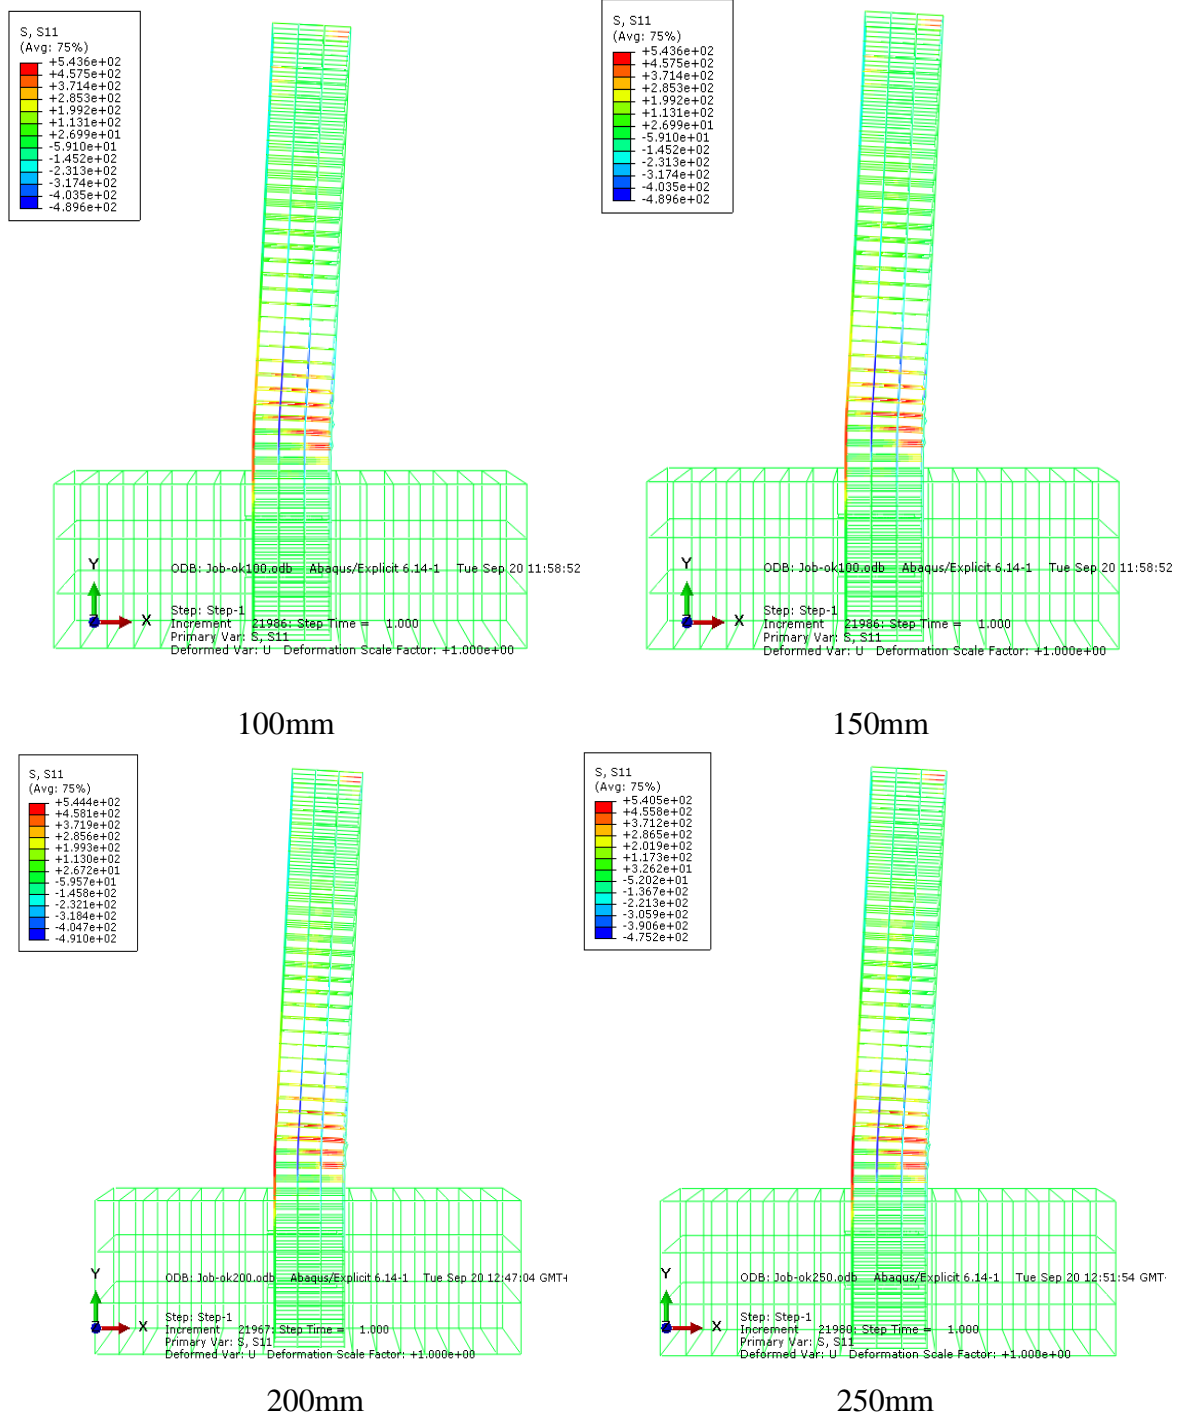 S, S11
(Avg: 75%)
+5.436e+02
+4.575e+02
+3.714e+02
+2.853e+02
+1.992e+02
+1.131e+02
+2.699e+01
-5.910e+01
-1.452e+02
-2.313e+02
-3.174e+02
-4.035e+02
-4.896e+02
Y
X
ODB: Job-ok100.odb Abaqus/Explicit 6.14-1 Tue Sep 20 11:58:52
Step: Step-1
Increment 21986: Step Time = 1.000
Primary Var: S, S11
Deformed Var: U Deformation Scale Factor: +1.000e+00
100mm
S, S11
(Avg: 75%)
+5.436e+02
+4.575e+02
+3.714e+02
+2.853e+02
+1.992e+02
+1.131e+02
+2.699e+01
-5.910e+01
-1.452e+02
-2.313e+02
-3.174e+02
-4.035e+02
-4.896e+02
Y
X
ODB: Job-ok100.odb Abaqus/Explicit 6.14-1 Tue Sep 20 11:58:52
Step: Step-1
Increment 21986: Step Time = 1.000
Primary Var: S, S11
Deformed Var: U Deformation Scale Factor: +1.000e+00
150mm
S, S11
(Avg: 75%)
+5.444e+02
+4.581e+02
+3.719e+02
+2.856e+02
+1.993e+02
+1.130e+02
+2.672e+01
-5.957e+01
-1.458e+02
-2.321e+02
-3.184e+02
-4.047e+02
-4.910e+02
Y
X
ODB: Job-ok200.odb Abaqus/Explicit 6.14-1 Tue Sep 20 12:47:04 GMT+
Step: Step-1
Increment 21967: Step Time = 1.000
Primary Var: S, S11
Deformed Var: U Deformation Scale Factor: +1.000e+00
200mm
S, S11
(Avg: 75%)
+5.405e+02
+4.558e+02
+3.712e+02
+2.865e+02
+2.019e+02
+1.173e+02
+3.262e+01
-5.202e+01
-1.367e+02
-2.213e+02
-3.059e+02
-3.906e+02
-4.752e+02
Y
X
ODB: Job-ok250.odb Abaqus/Explicit 6.14-1 Tue Sep 20 12:51:54 GMT-
Step: Step-1
Increment 21980: Step Time = 1.000
Primary Var: S, S11
Deformed Var: U Deformation Scale Factor: +1.000e+00
250mm